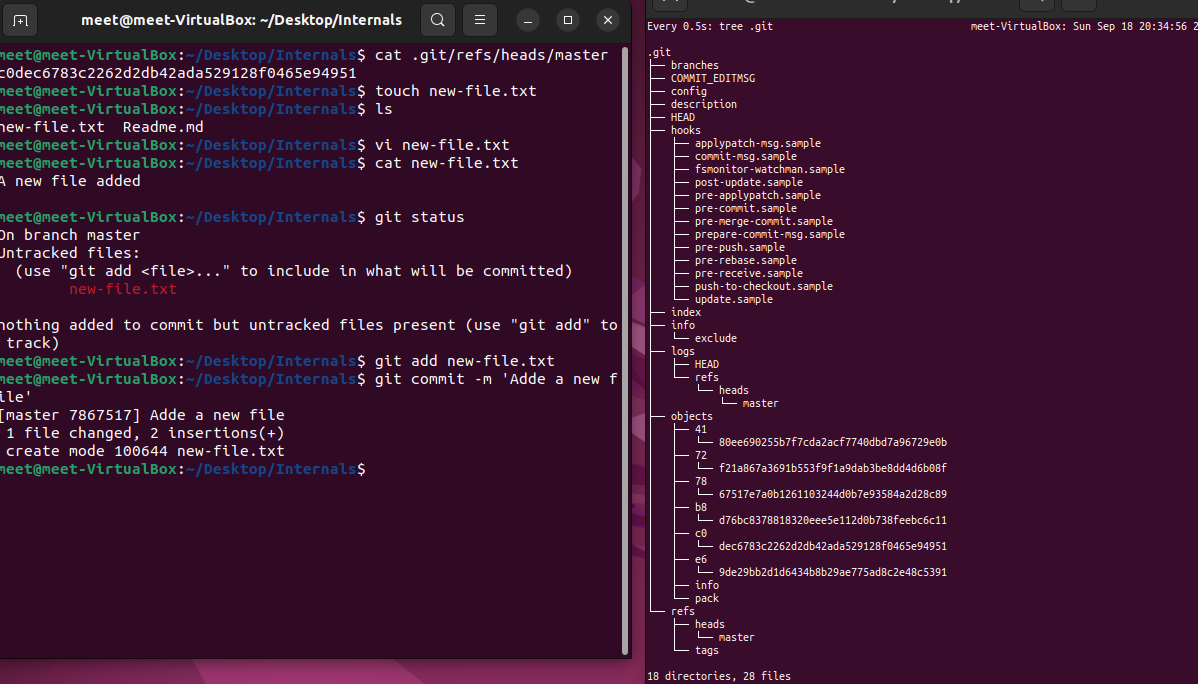 meet@meet-VirtualBox: ~/Desktop/Internals
meet@meet-VirtualBox:~/Desktop/Internals$ cat .git/refs/heads/master
c0dec6783c2262d2db42ada529128f0465e94951
meet@meet-VirtualBox:~/Desktop/Internals$ touch new-file.txt
meet@meet-VirtualBox:~/Desktop/Internals$ ls
new-file.txt  Readme.md
meet@meet-VirtualBox:~/Desktop/Internals$ vi new-file.txt
meet@meet-VirtualBox:~/Desktop/Internals$ cat new-file.txt
A new file added
meet@meet-VirtualBox:~/Desktop/Internals$ git status
On branch master
Untracked files:
  (use "git add <file>..." to include in what will be committed)
        new-file.txt
nothing added to commit but untracked files present (use "git add" to
 track)
meet@meet-VirtualBox:~/Desktop/Internals$ git add new-file.txt
meet@meet-VirtualBox:~/Desktop/Internals$ git commit -m 'Adde a new f
ile'
[master 7867517] Adde a new file
 1 file changed, 2 insertions(+)
 create mode 100644 new-file.txt
meet@meet-VirtualBox:~/Desktop/Internals$
Every 0.5s: tree .git    meet-VirtualBox: Sun Sep 18 20:34:56 2
.git
├── branches
├── COMMIT_EDITMSG
├── config
├── description
├── HEAD
├── hooks
│   ├── applypatch-msg.sample
│   ├── commit-msg.sample
│   ├── fsmonitor-watchman.sample
│   ├── post-update.sample
│   ├── pre-applypatch.sample
│   ├── pre-commit.sample
│   ├── pre-merge-commit.sample
│   ├── prepare-commit-msg.sample
│   ├── pre-push.sample
│   ├── pre-rebase.sample
│   ├── pre-receive.sample
│   ├── push-to-checkout.sample
│   └── update.sample
├── index
├── info
│   └── exclude
├── logs
│   ├── HEAD
│   └── refs
│       └── heads
│           └── master
├── objects
│   ├── 41
│   │   └── 80ee690255b7f7cda2acf7740dbd7a96729e0b
│   ├── 72
│   │   └── f21a867a3691b553f9f1a9dab3be8dd4d6b08f
│   ├── 78
│   │   └── 67517e7a0b1261103244d0b7e93584a2d28c89
│   ├── b8
│   │   └── d76bc8378818320eee5e112d0b738feebc6c11
│   ├── c0
│   │   └── dec6783c2262d2db42ada529128f0465e94951
│   ├── e6
│   │   └── 9de29bb2d1d6434b8b29ae775ad8c2e48c5391
│   ├── info
│   └── pack
└── refs
    ├── heads
    │   └── master
    └── tags
18 directories, 28 files